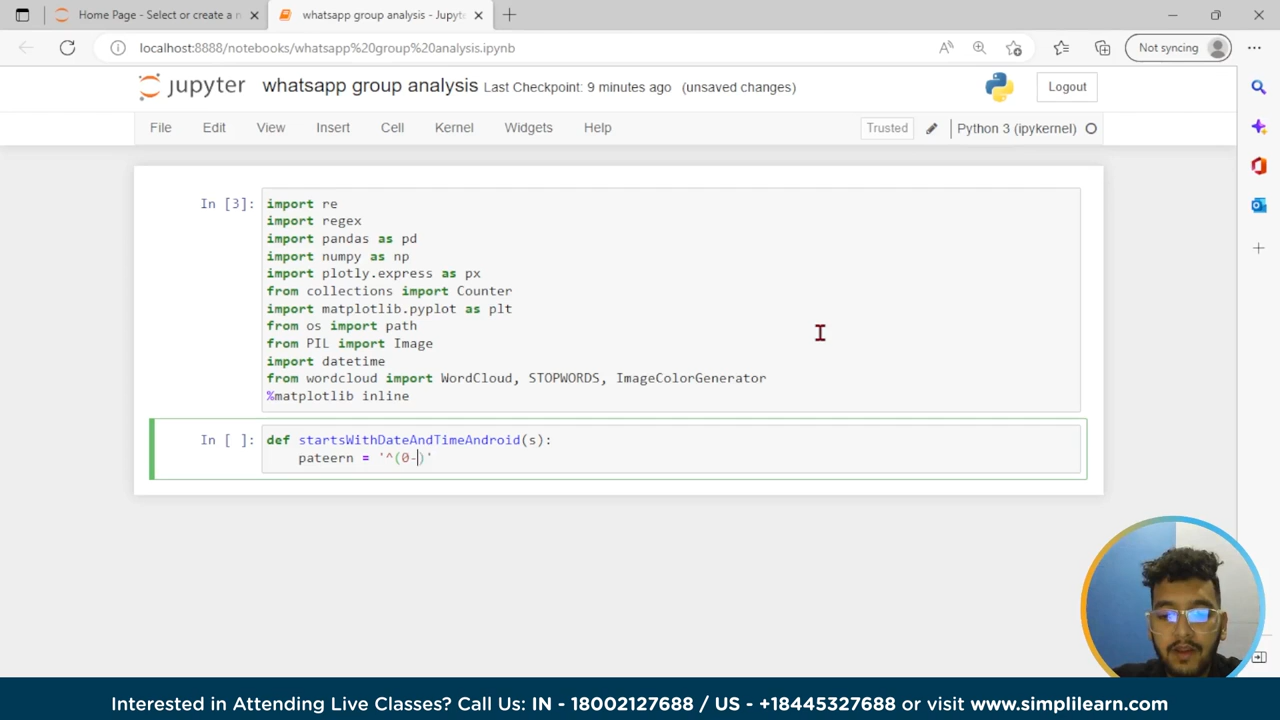 Home Page - Select or create a n
whatsapp group analysis - Jupyte
localhost:8888/notebooks/whatsapp%20group%20analysis.ipynb
Not syncing
jupyter whatsapp group analysis Last Checkpoint: 9 minutes ago (unsaved changes)
Logout
File Edit View Insert Cell Kernel Widgets Help
Trusted
Python 3 (ipykernel)
In [3]:
import re
import regex
import pandas as pd
import numpy as np
import plotly.express as px
from collections import Counter
import matplotlib.pyplot as plt
from os import path
from PIL import Image
import datetime
from wordcloud import WordCloud, STOPWORDS, ImageColorGenerator
%matplotlib inline
In [ ]:
def startsWithDateAndTimeAndroid(s):
    pateern = '^(0-)'
Interested in Attending Live Classes? Call Us: IN - 18002127688 / US - +18445327688 or visit www.simplilearn.com